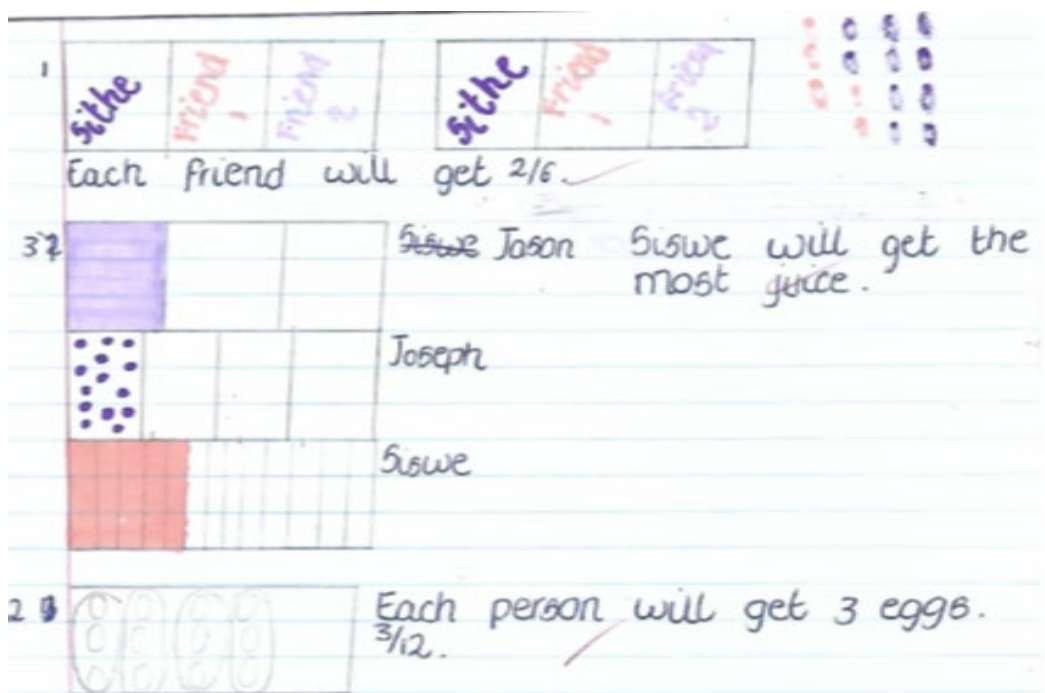 1
Sithe Friend 1 Friend 2 Sithe Friend 1 Friend 2
Each friend will get 2/6.
3
Jason Siswe will get the
most juice.
Joseph
Siswe
2 Each person will get 3 eggs.
3/12.